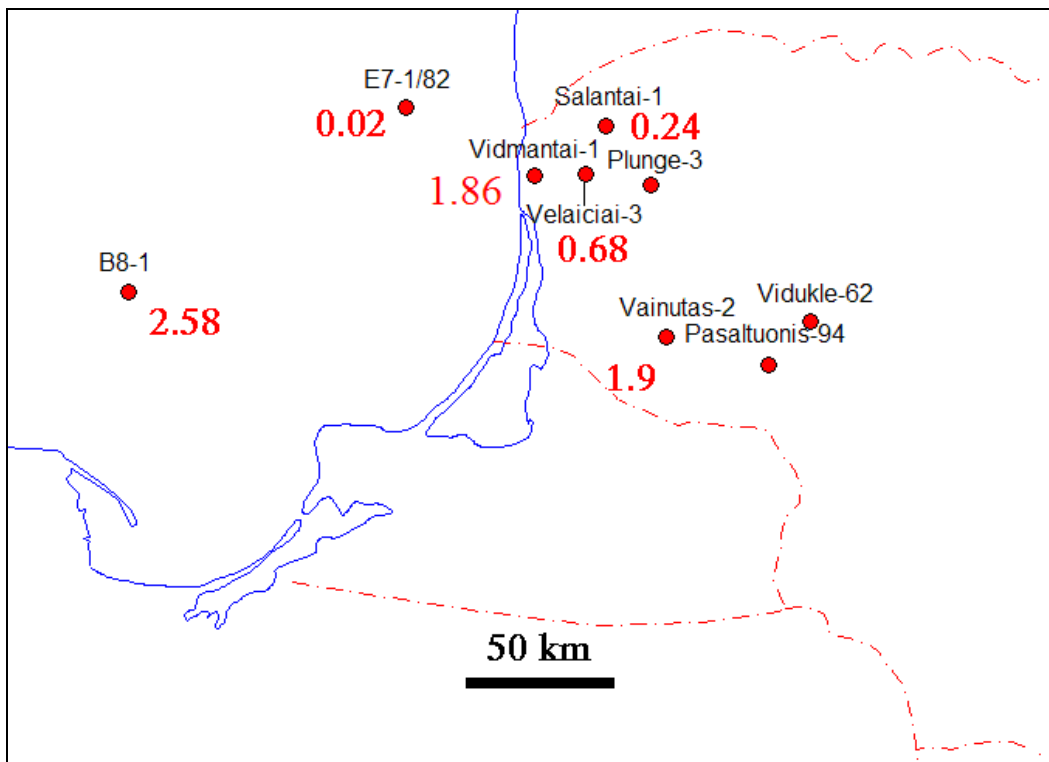 E7-1/82
0.02
Salantai-1
0.24
Vidmantai-1
Plunge-3
1.86
Velaiciai-3
0.68
B8-1
2.58
Vidukle-62
Vainutas-2
Pasaltuonis-94
1.9
50 km